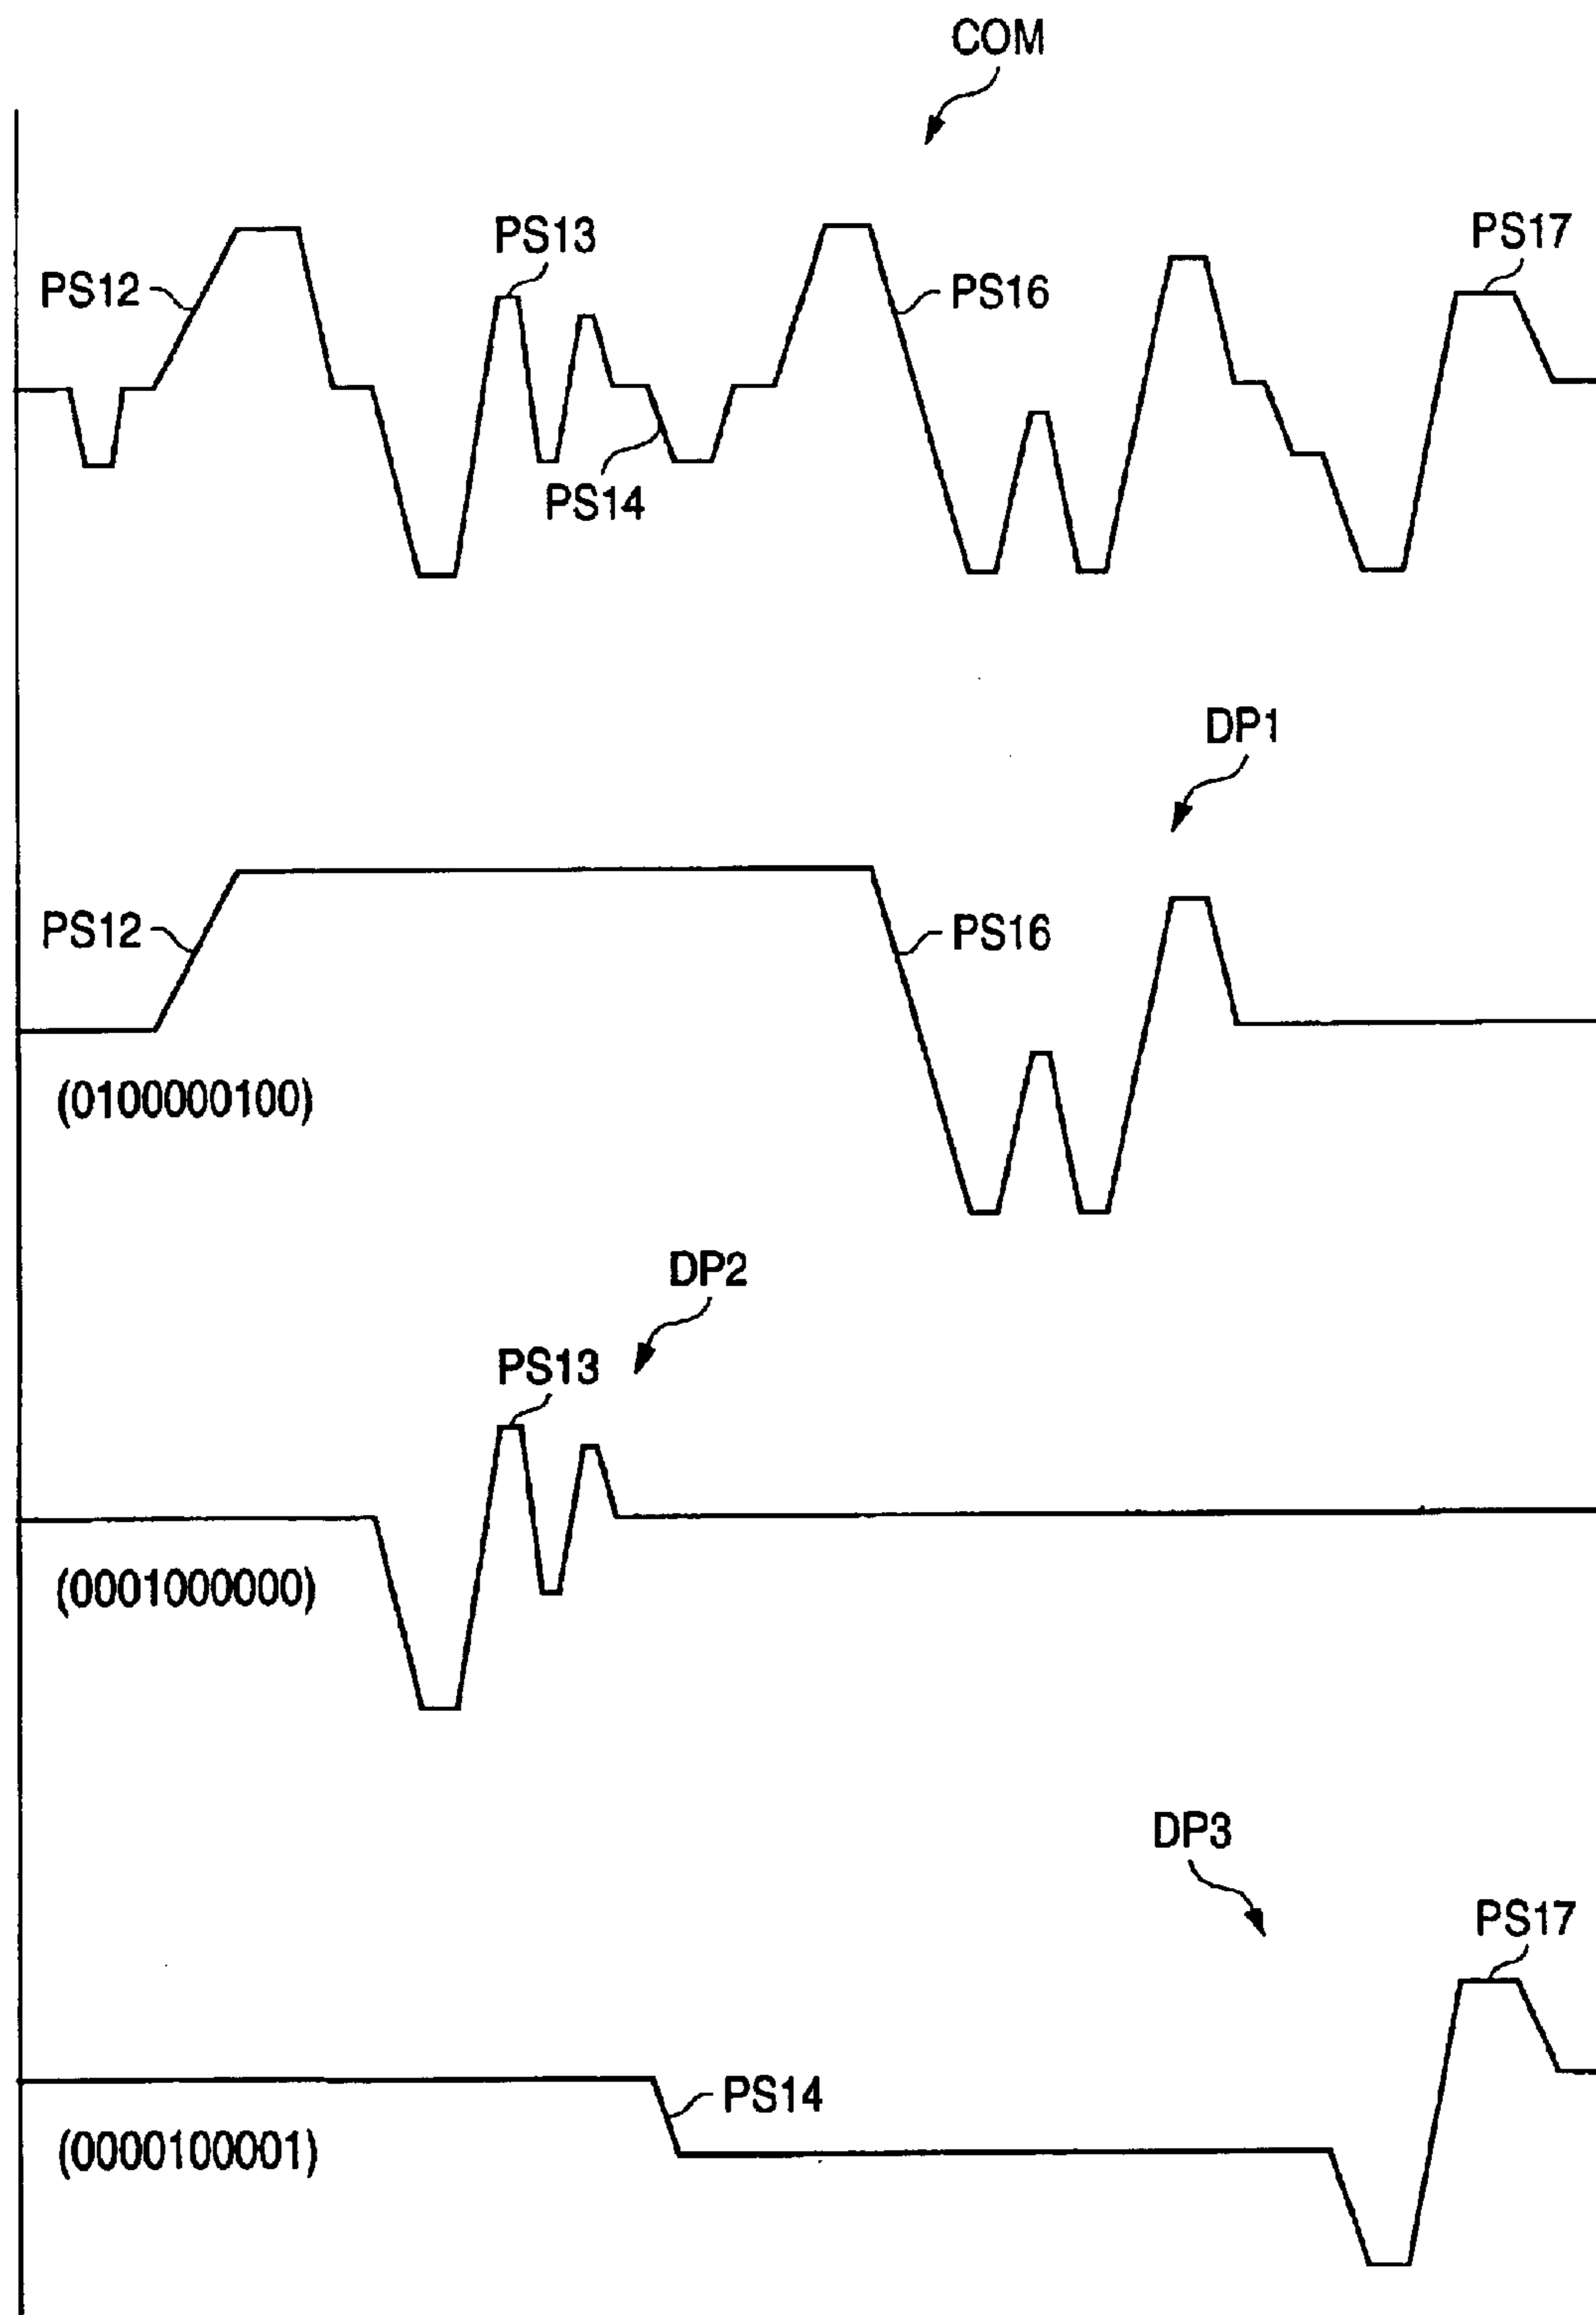 COM
PS13
PS17
PS12
PS16
PS14
DP1
PS12
PS16
(0100000100)
DP2
PS13
(0001000000)
DP3
PS17
PS14
(0000100001)